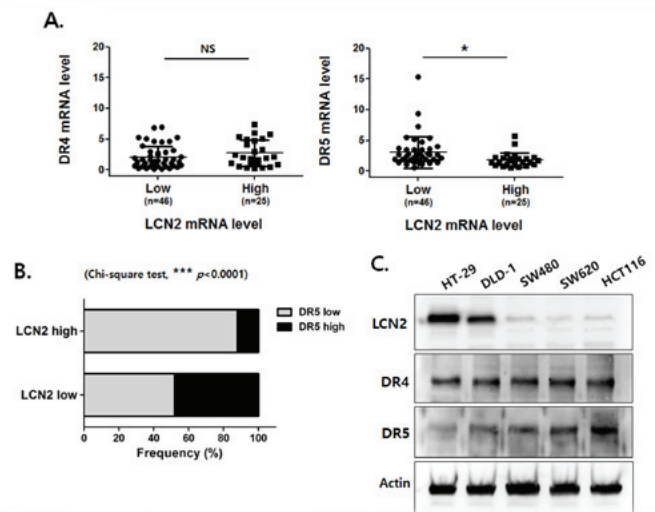 A.
DR4 mRNA level
20
15
10
5
0
NS
Low
(n=46)
High
(n=25)
LCN2 mRNA level
DR5 mRNA level
20
15
10
5
0
*
Low
(n=46)
High
(n=25)
LCN2 mRNA level
B.
(Chi-square test, *** p<0.0001)
LCN2 high
LCN2 low
DR5 low
DR5 high
0 20 40 60 80 100
Frequency (%)
C.
HT-29 DLD-1 SW480 SW620 HCT116
LCN2
DR4
DR5
Actin